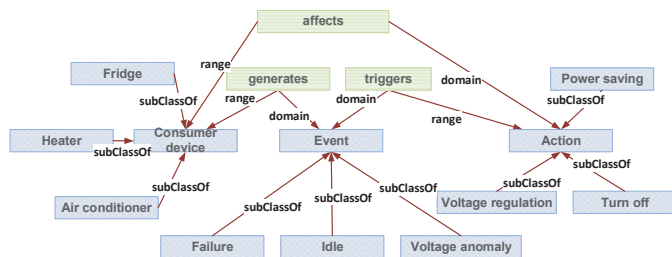 affects
Fridge
generates
triggers
Power saving
range
domain
subClassOf
range
domain
domain
range
subClassOf
Heater
subClassOf
Consumer
device
Event
Action
Air conditioner
subClassOf
subClassOf
subClassOf
subClassOf
subClassOf
subClassOf
Voltage regulation
Turn off
Failure
Idle
Voltage anomaly